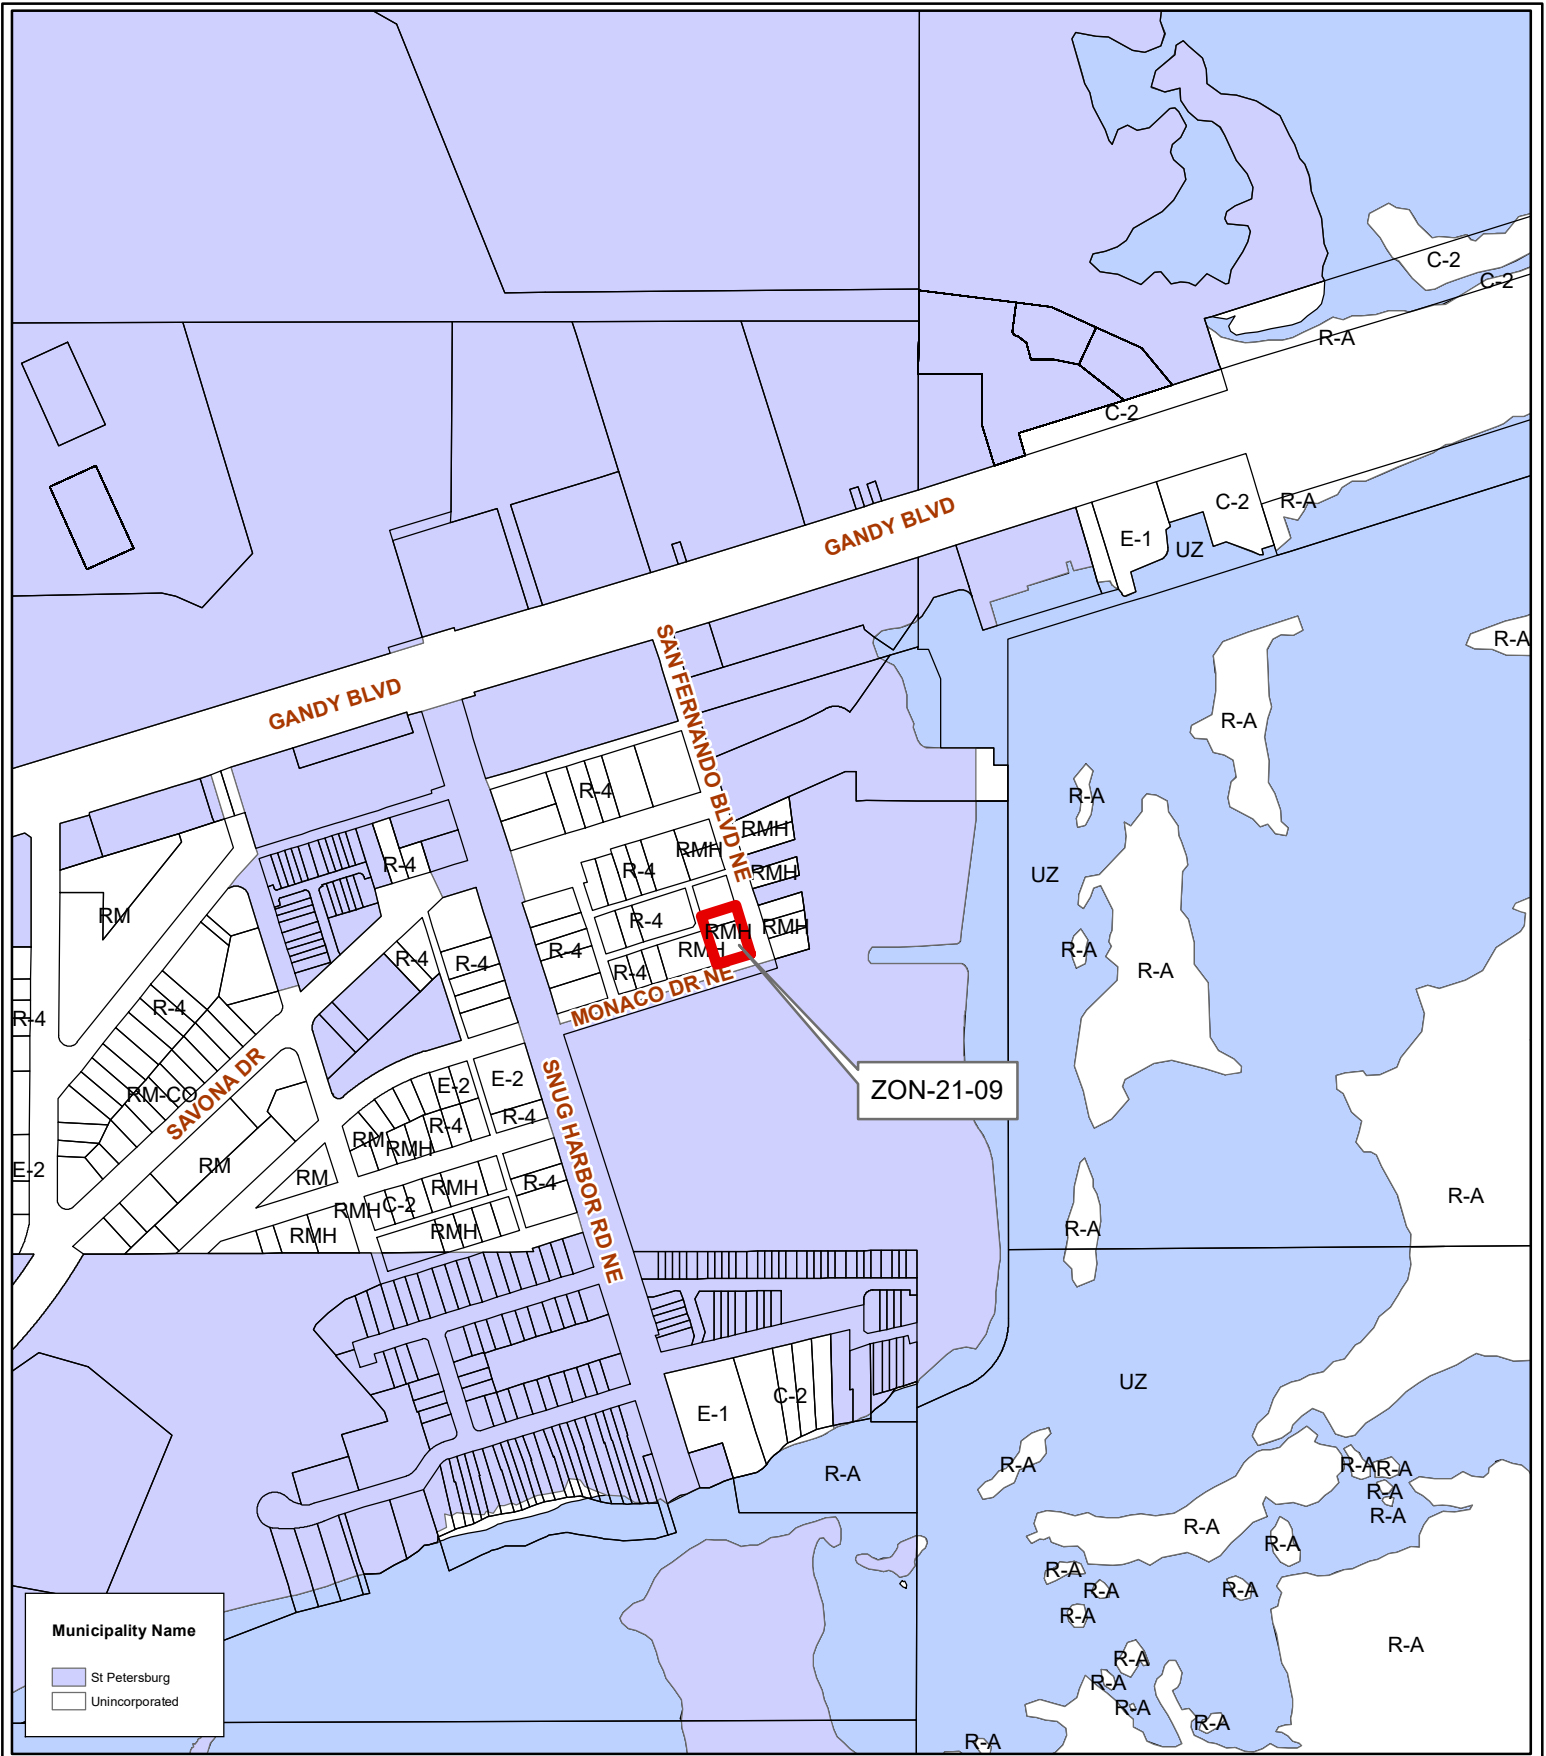 C-2
C-2
R-A
C-2
GANDY BLVD
C-2
R-A
E-1
UZ
SAN FERNANDO BLVD NE
R-A
GANDY BLVD
R-A
R-4
R-A
RMH
RMH
R-4
R-4
RMH
UZ
RM
R-4
RMH
RMH
R-4
R-4
R-4
RMH
R-4
R-A
R-A
MONACO DR NE
R-4
R-4
SNUG HARBOR RD NE
E-2
E-2
ZON-21-09
RM-CO
SAVONA DR
R-4
R-4
RM
RMH
E-2
RM
RM
RMH
R-4
R-A
C-2
RMH
RMH
RMH
R-A
UZ
C-2
E-1
R-A
R-A
R-A
R-A
R-A
R-A
R-A
R-A
R-A
R-A
R-A
R-A
Municipality Name
R-A
R-A
St Petersburg
R-A
Unincorporated
R-A
R-A
R-A